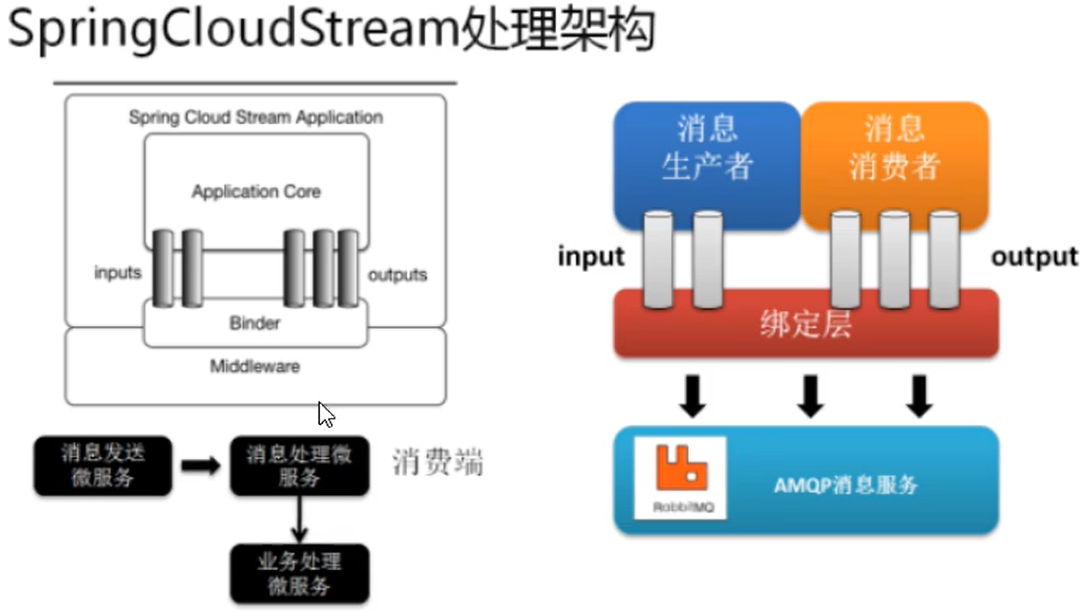 SpringCloudStream处理架构
Spring Cloud Stream Application
Application Core
inputs
outputs
Binder
Middleware
消息发送
微服务
消息处理微
服务
消费端
业务处理
微服务
消息
生产者
消息
消费者
input
output
绑定层
RabbitMQ
AMQP消息服务